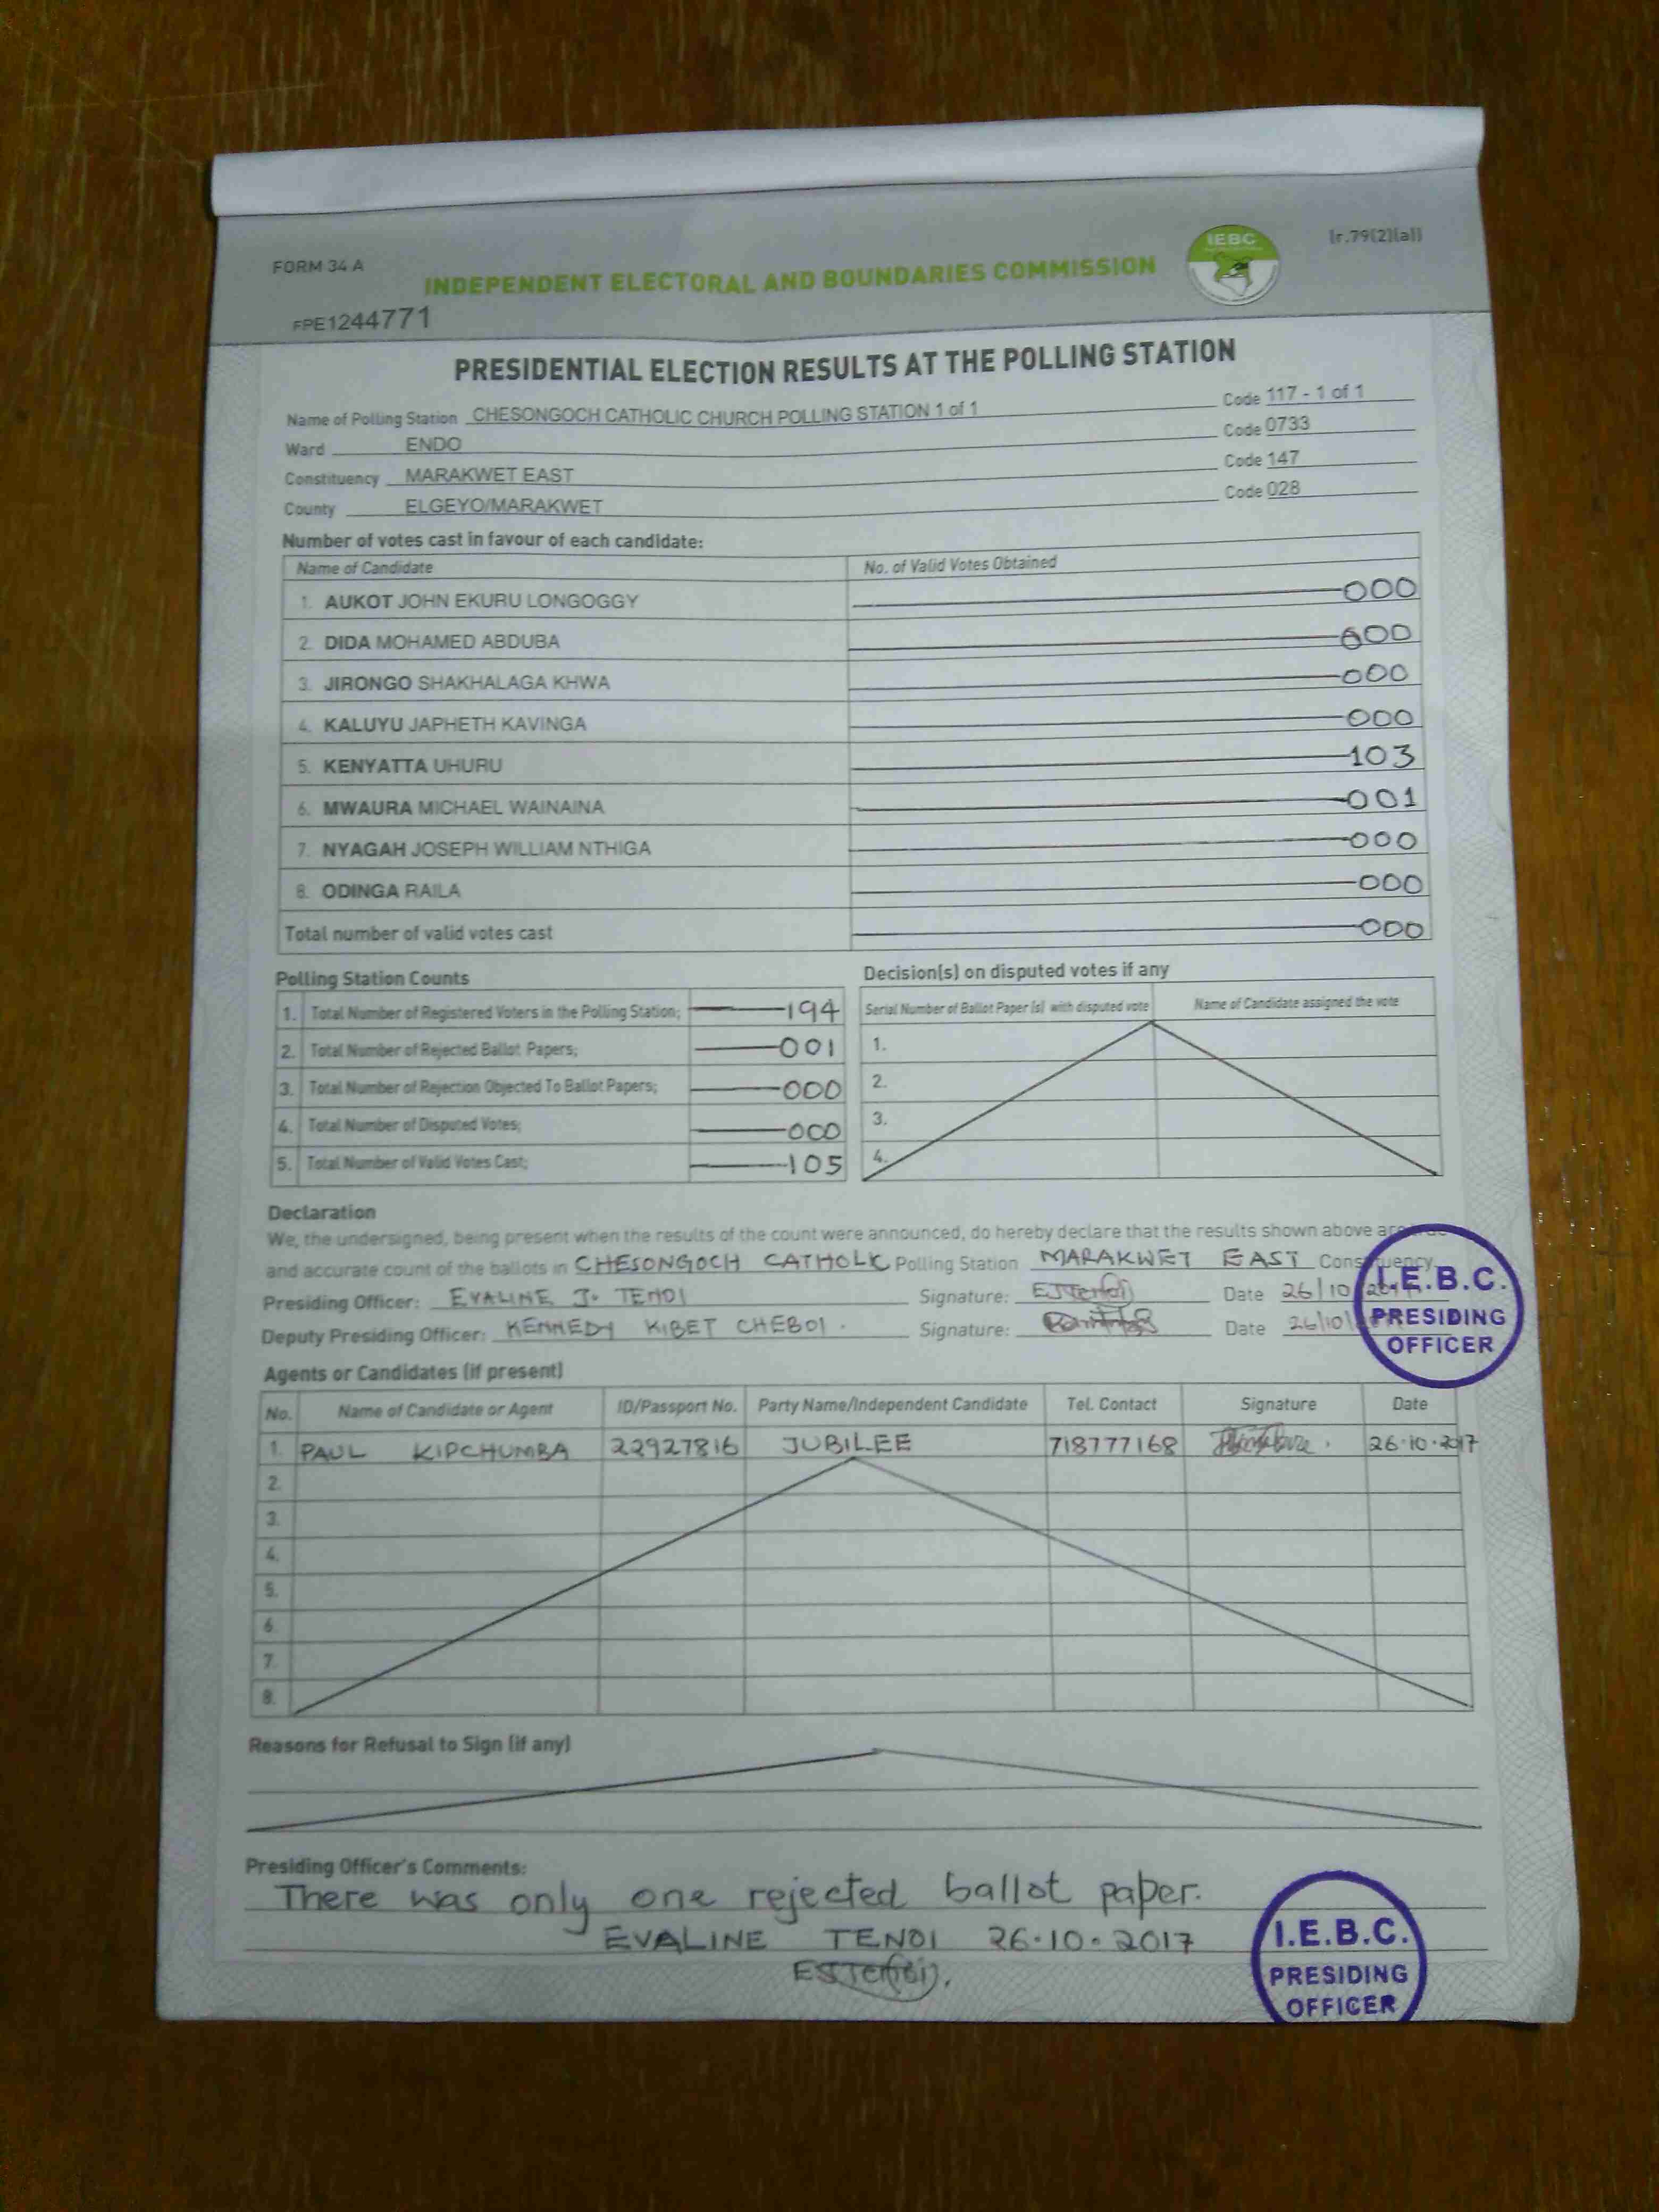 FORM 34 A
INDEPENDENT ELECTORAL AND BOUNDARIES COMMISSION
IEBC
(r.79(2)(a))
FPE1244771
PRESIDENTIAL ELECTION RESULTS AT THE POLLING STATION
Name of Polling Station CHESONGOCH CATHOLIC CHURCH POLLING STATION 1 of 1 Code 117 - 1 of 1
Ward ENDO Code 0733
Constituency MARAKWET EAST Code 147
County ELGEYO/MARAKWET Code 028
Number of votes cast in favour of each candidate:
Name of Candidate No. of Valid Votes Obtained
1. AUKOT JOHN EKURU LONGOGGY 000
2. DIDA MOHAMED ABDUBA 000
3. JIRONGO SHAKHALAGA KHWA 000
4. KALUYU JAPHETH KAVINGA 000
5. KENYATTA UHURU 103
6. MWAURA MICHAEL WAINAINA 001
7. NYAGAH JOSEPH WILLIAM NTHIGA 000
8. ODINGA RAILA 000
Total number of valid votes cast 000
Polling Station Counts
1. Total Number of Registered Voters in the Polling Station; 194
2. Total Number of Rejected Ballot Papers; 001
3. Total Number of Rejection Objected To Ballot Papers; 000
4. Total Number of Disputed Votes; 000
5. Total Number of Valid Votes Cast; 105
Decision(s) on disputed votes if any
Serial Number of Ballot Paper (s) with disputed vote Name of Candidate assigned the vote
1.
2.
3.
4.
Declaration
We, the undersigned, being present when the results of the count were announced, do hereby declare that the results shown above are
and accurate count of the ballots in CHESONGOCH CATHOLIC Polling Station MARAKWET EAST Constituency.
Presiding Officer: EVALINE J. TENDI Signature: Date 26/10/2017
Deputy Presiding Officer: KENNEDY KIBET CHEBOI. Signature: Date 26/10/
I.E.B.C.
PRESIDING
OFFICER
Agents or Candidates (if present)
No. Name of Candidate or Agent ID/Passport No. Party Name/Independent Candidate Tel. Contact Signature Date
1. PAUL KIPCHUMBA 22927816 JUBILEE 718777168 26.10.2017
2.
3.
4.
5.
6.
7.
8.
Reasons for Refusal to Sign (if any)
Presiding Officer's Comments:
There was only one rejected ballot paper.
EVALINE TENDI 26.10.2017
I.E.B.C.
PRESIDING
OFFICER